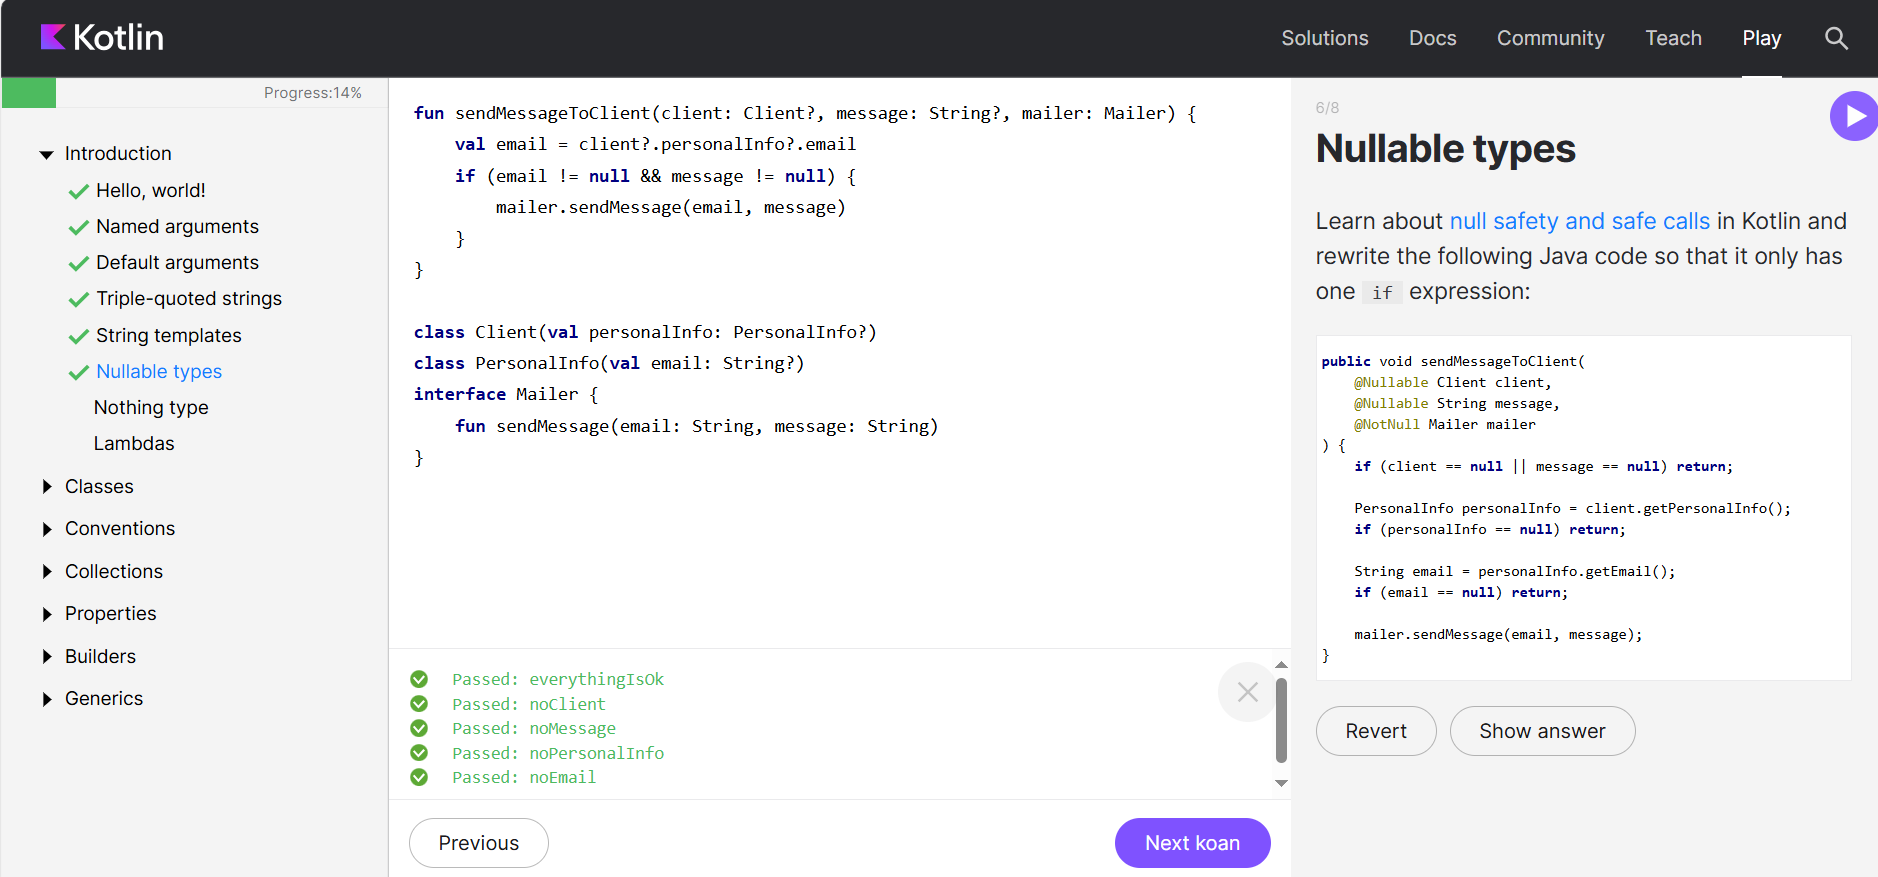 Kotlin
Solutions Docs Community Teach Play
Progress:14%
Introduction
Hello, world!
Named arguments
Default arguments
Triple-quoted strings
String templates
Nullable types
Nothing type
Lambdas
Classes
Conventions
Collections
Properties
Builders
Generics
fun sendMessageToClient(client: Client?, message: String?, mailer: Mailer) {
    val email = client?.personalInfo?.email
    if (email != null && message != null) {
        mailer.sendMessage(email, message)
    }
}

class Client(val personalInfo: PersonalInfo?)
class PersonalInfo(val email: String?)
interface Mailer {
    fun sendMessage(email: String, message: String)
}
Passed: everythingIsOk
Passed: noClient
Passed: noMessage
Passed: noPersonalInfo
Passed: noEmail
Previous
Next koan
6/8
Nullable types
Learn about null safety and safe calls in Kotlin and
rewrite the following Java code so that it only has
one if expression:
public void sendMessageToClient(
    @Nullable Client client,
    @Nullable String message,
    @NotNull Mailer mailer
) {
    if (client == null || message == null) return;

    PersonalInfo personalInfo = client.getPersonalInfo();
    if (personalInfo == null) return;

    String email = personalInfo.getEmail();
    if (email == null) return;

    mailer.sendMessage(email, message);
}
Revert
Show answer